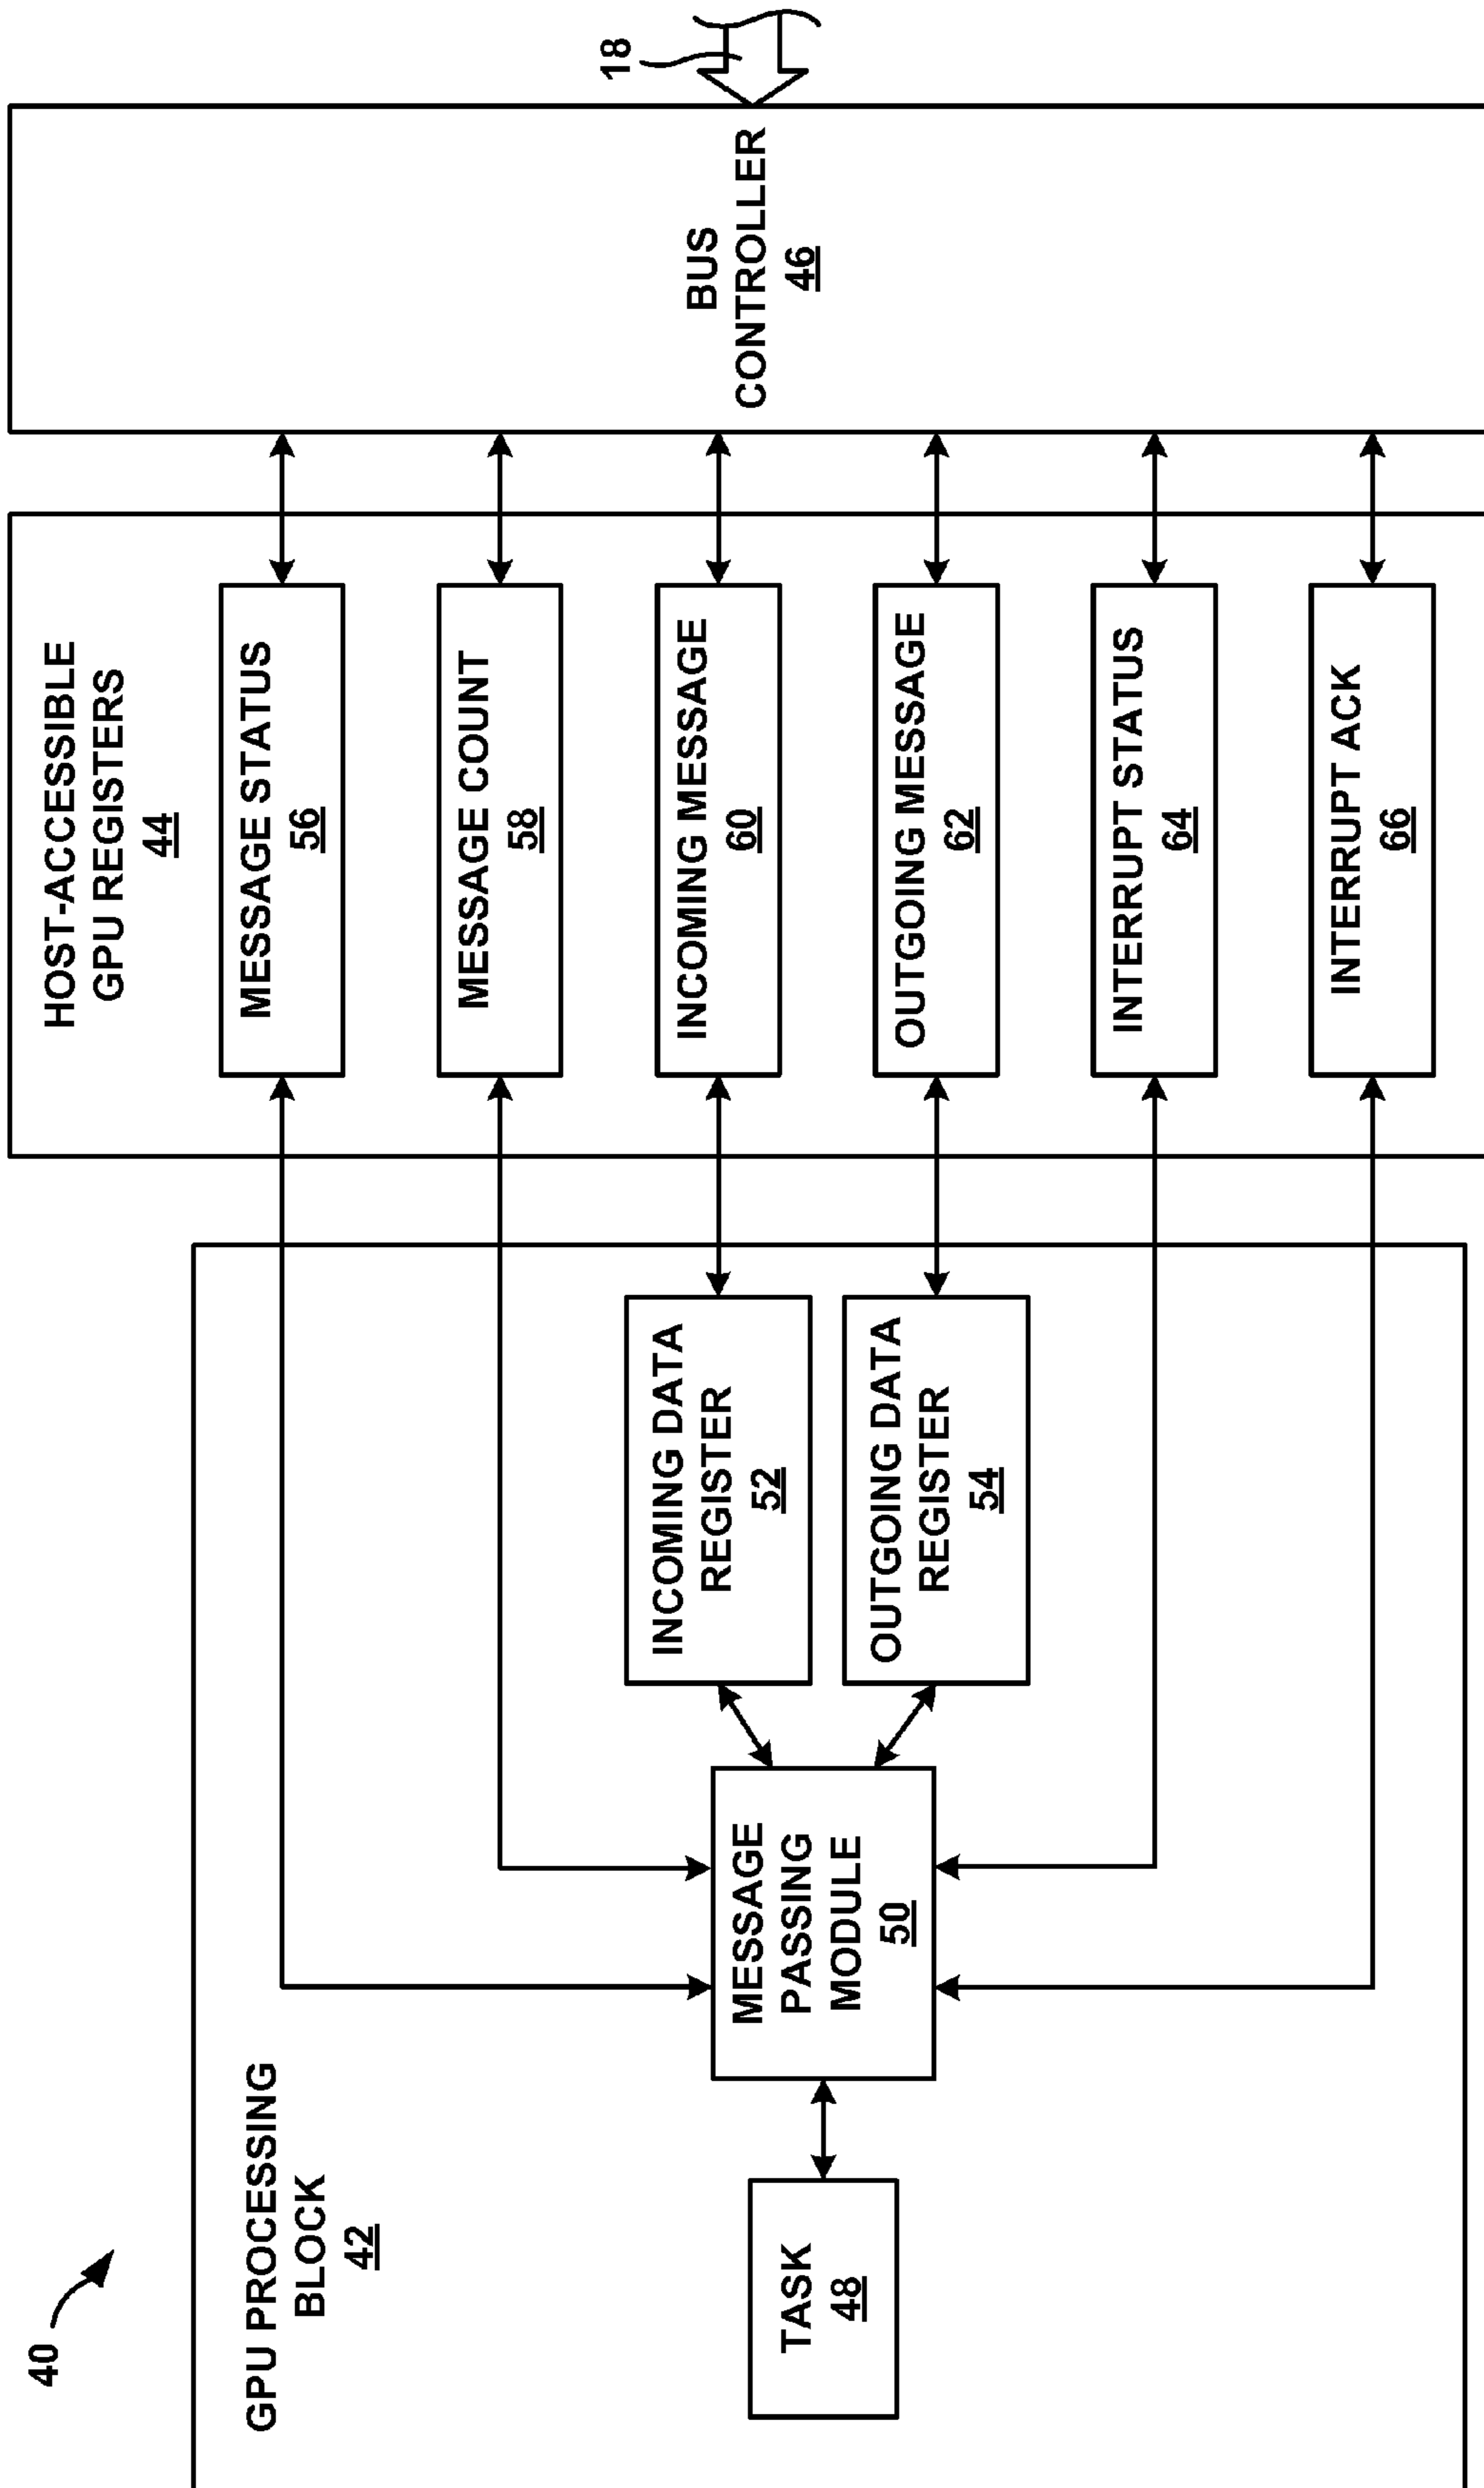 40
GPU PROCESSING
BLOCK
42
TASK
48
MESSAGE
PASSING
MODULE
50
INCOMING DATA
REGISTER
52
OUTGOING DATA
REGISTER
54
HOST-ACCESSIBLE
GPU REGISTERS
44
MESSAGE STATUS
56
MESSAGE COUNT
58
INCOMING MESSAGE
60
OUTGOING MESSAGE
62
INTERRUPT STATUS
64
INTERRUPT ACK
66
BUS
CONTROLLER
46
18